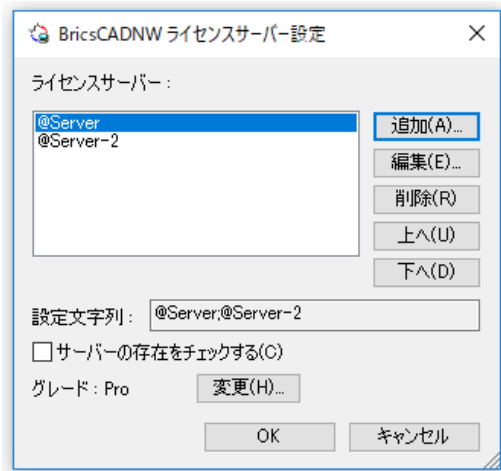 BricsCADNW ライセンスサーバー設定
ライセンスサーバー：
@Server
@Server-2
追加(A)...
編集(E)...
削除(R)
上へ(U)
下へ(D)
設定文字列： @Server;@Server-2
サーバーの存在をチェックする(C)
グレード : Pro 変更(H)...
OK キャンセル